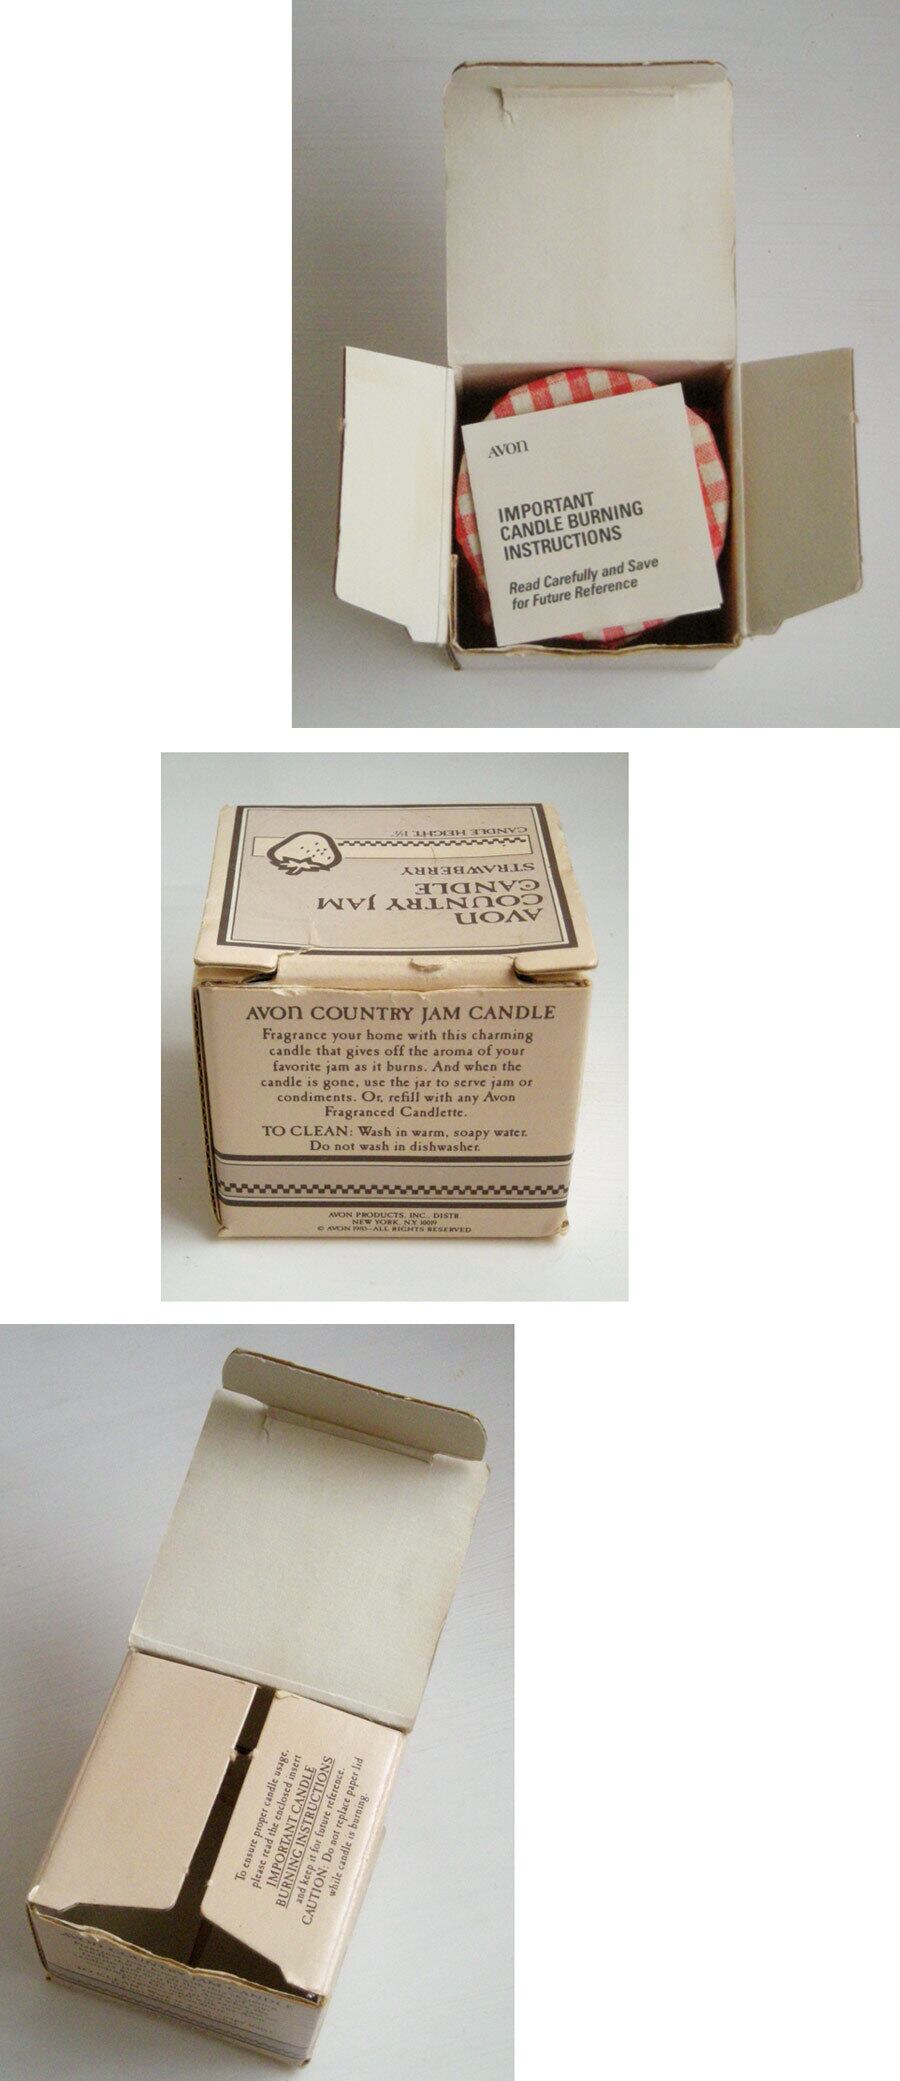 AVON
IMPORTANT
CANDLE BURNING
INSTRUCTIONS
Read Carefully and Save
for Future Reference
AVON
COUNTRY JAM
CANDLE
STRAWBERRY
CANDLE HEIGHT, 1½"
AVON COUNTRY JAM CANDLE
Fragrance your home with this charming
candle that gives off the aroma of your
favorite jam as it burns. And when the
candle is gone, use the jar to serve jam or
condiments. Or, refill with any Avon
Fragranced Candlette.
TO CLEAN: Wash in warm, soapy water.
Do not wash in dishwasher.
AVON PRODUCTS, INC., DISTR.
NEW YORK, N.Y. 10019
© AVON 1985—ALL RIGHTS RESERVED
To ensure proper candle usage,
please read the enclosed insert
IMPORTANT CANDLE
BURNING INSTRUCTIONS
and keep it for future reference.
CAUTION: Do not replace paper lid
while candle is burning.
AVON COUNTRY JAM CANDLE